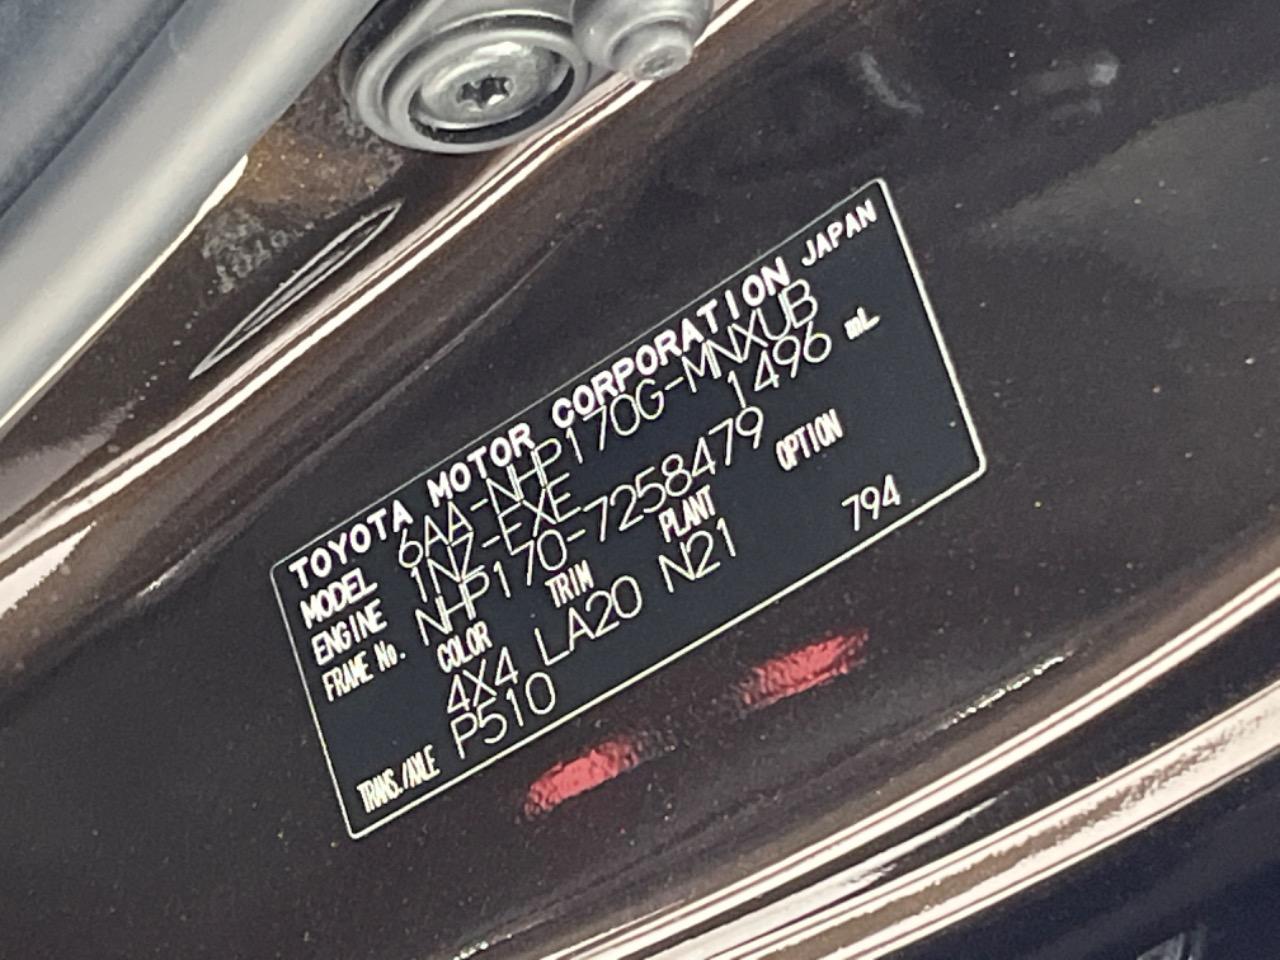 TOYOTA MOTOR CORPORATION JAPAN
MODEL 6AA-NHP170G-MNXUB
ENGINE 1NZ-FXE 1496 mL
FRAME No. NHP170-7258479
COLOR TRIM PLANT OPTION
4X4 LA20 N21 794
TRANS./AXLE P510